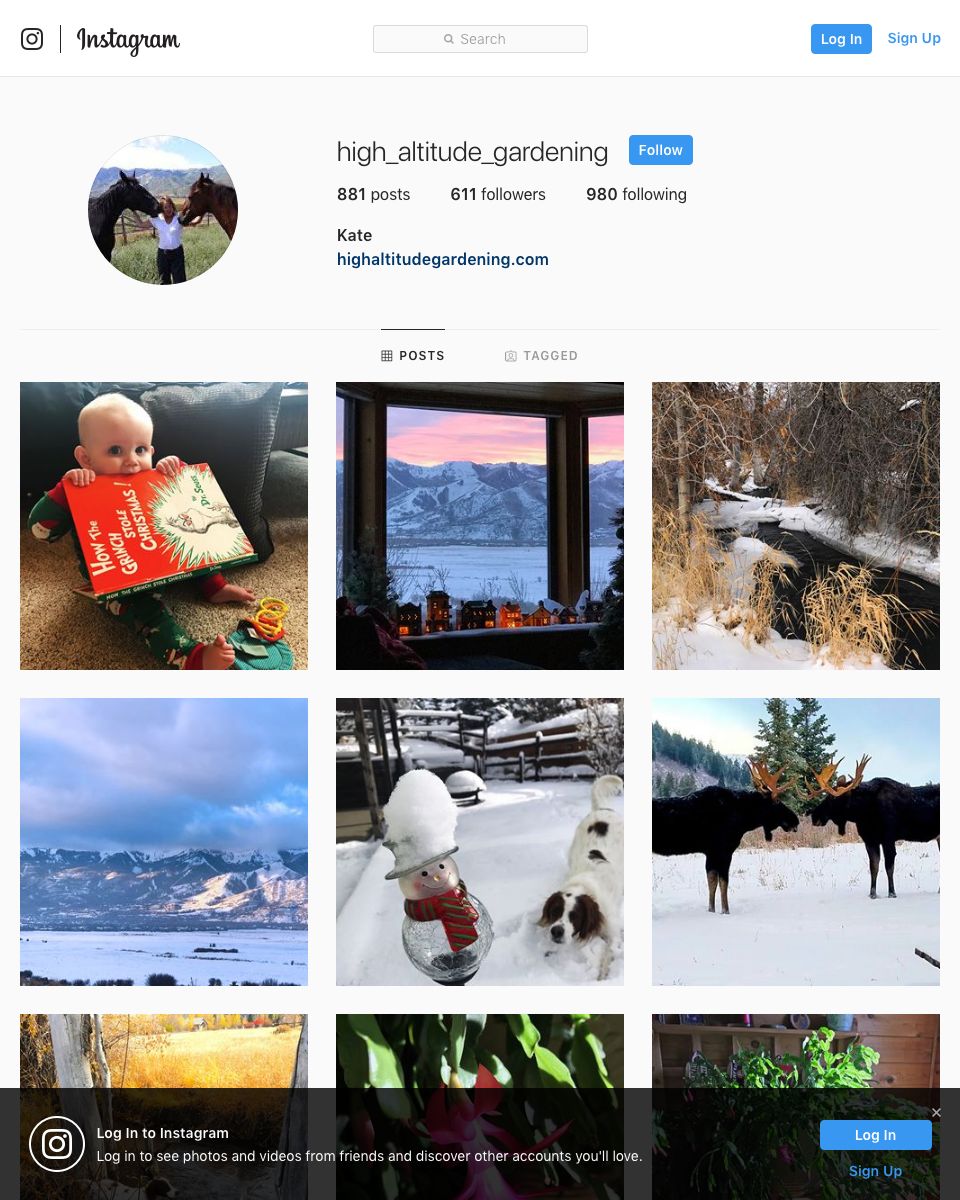 Instagram
Search
Log In
Sign Up
high_altitude_gardening
Follow
881 posts
611 followers
980 following
Kate
highaltitudegardening.com
POSTS
TAGGED
HOW THE
GRINCH
STOLE
CHRISTMAS!
by Dr. Seuss
HOW THE GRINCH STOLE CHRISTMAS
Log In to Instagram
Log in to see photos and videos from friends and discover other accounts you'll love.
Log In
Sign Up